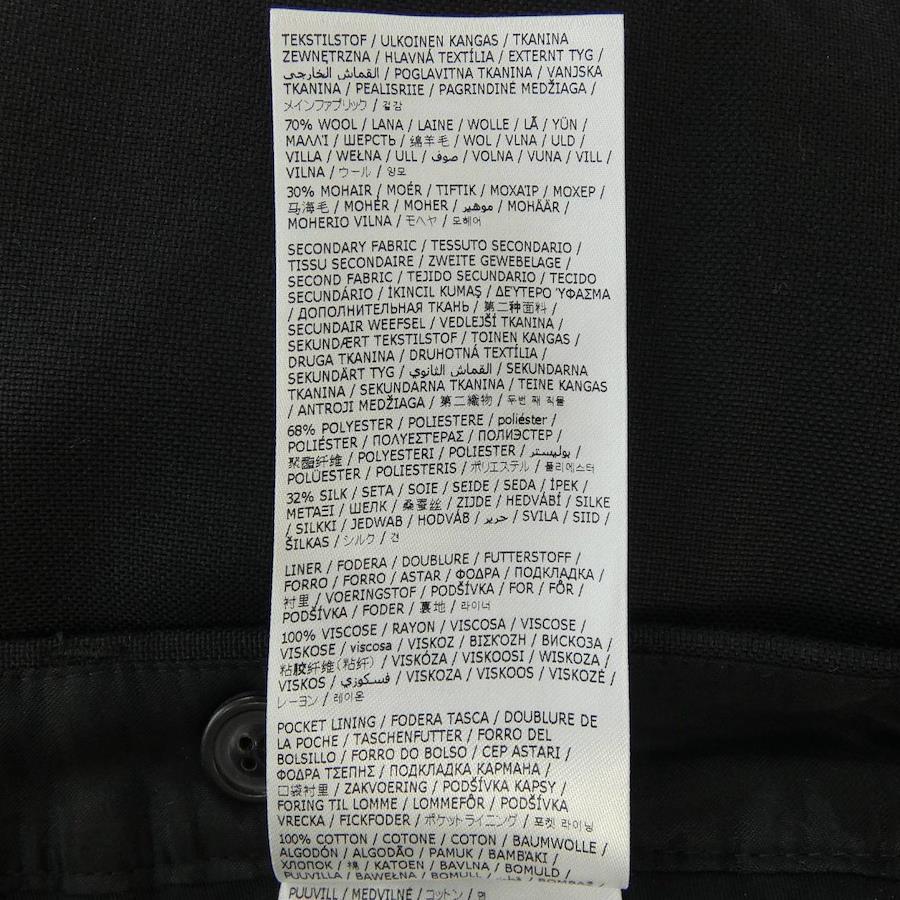 TEKSTILSTOF / ULKOINEN KANGAS / TKANINA
ZEWNĘTRZNA / HLAVNÁ TEXTÍLIA / EXTERNT TYG /
القماش الخارجي / POGLAVITNA TKANINA / VANJSKA
TKANINA / PEALISRIIE / PAGRINDINĖ MEDŽIAGA /
メインファブリック / 겉감
70% WOOL / LANA / LAINE / WOLLE / LÃ / YÜN /
ΜΑΛΛΊ / ШЕРСТЬ / 绵羊毛 / WOL / VLNA / ULD /
VILLA / WEŁNA / ULL / صوف / VOLNA / VUNA / VILL /
VILNA / ウール / 양모
30% MOHAIR / MOÉR / TIFTIK / ΜΟΧΑΊΡ / МОХЕР /
马海毛 / MOHÉR / MOHER / موهير / MOHÄÄR /
MOHERIO VILNA / モヘヤ / 모헤어
SECONDARY FABRIC / TESSUTO SECONDARIO /
TISSU SECONDAIRE / ZWEITE GEWEBELAGE /
SECOND FABRIC / TEJIDO SECUNDARIO / TECIDO
SECUNDÁRIO / İKINCIL KUMAŞ / ΔΕΎΤΕΡΟ ΎΦΑΣΜΑ
/ ДОПОЛНИТЕЛЬНАЯ ТКАНЬ / 第二种面料 /
SECUNDAIR WEEFSEL / VEDLEJŠÍ TKANINA /
SEKUNDÆRT TEKSTILSTOF / TOINEN KANGAS /
DRUGA TKANINA / DRUHOTNÁ TEXTÍLIA /
SEKUNDÄRT TYG / القماش الثانوي / SEKUNDARNA
TKANINA / SEKUNDARNA TKANINA / TEINE KANGAS
/ ANTROJI MEDŽIAGA / 第二織物 / 두번 째 직물
68% POLYESTER / POLIESTERE / poliéster /
POLIÉSTER / ΠΟΛΥΕΣΤΈΡΑΣ / ПОЛИЭСТЕР /
聚酯纤维 / POLYESTERI / POLIESTER / بوليستر /
POLÜESTER / POLIESTERIS / ポリエステル / 폴리에스터
32% SILK / SETA / SOIE / SEIDE / SEDA / İPEK /
ΜΕΤΆΞΙ / ШЕЛК / 桑蚕丝 / ZIJDE / HEDVÁBÍ / SILKE
/ SILKKI / JEDWAB / HODVÁB / حرير / SVILA / SIID /
ŠILKAS / シルク / 견
LINER / FODERA / DOUBLURE / FUTTERSTOFF /
FORRO / FORRO / ASTAR / ΦΟΔΡΑ / ПОДКЛАДКА /
衬里 / VOERINGSTOF / PODŠÍVKA / FOR / FÔR /
PODŠÍVKA / FODER / 裏地 / 라이너
100% VISCOSE / RAYON / VISCOSA / VISCOSE /
VISKOSE / viscosa / VISKOZ / ΒΙΣΚΌΖΗ / ВИСКОЗА /
粘胶纤维(粘纤) / VISKÓZA / VISKOOSI / WISKOZA /
VISKOS / فسكوزي / VISKOZA / VISKOOS / VISKOZĖ /
レーヨン / 레이온
POCKET LINING / FODERA TASCA / DOUBLURE DE
LA POCHE / TASCHENFUTTER / FORRO DEL
BOLSILLO / FORRO DO BOLSO / CEP ASTARI /
ΦΌΔΡΑ ΤΣΕΠΗΣ / ПОДКЛАДКА КАРМАНА /
口袋衬里 / ZAKVOERING / PODŠÍVKA KAPSY /
FORING TIL LOMME / LOMMEFÔR / PODŠÍVKA
VRECKA / FICKFODER / ポケットライニング / 포켓 라이닝
100% COTTON / COTONE / COTON / BAUMWOLLE /
ALGODÓN / ALGODÃO / PAMUK / ΒΑΜΒΆΚΙ /
ХЛОПОК / 棉 / KATOEN / BAVLNA / BOMULD /
PUUVILLA / BAWEŁNA / BOMULL /
PUUVILL / MEDVILNĖ / コットン / 면